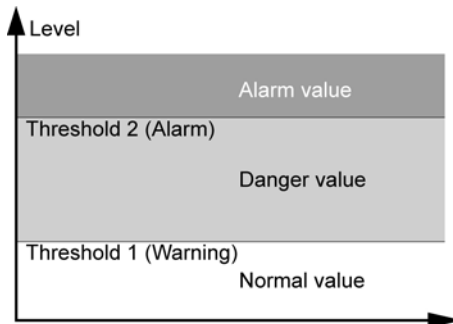 Level
Alarm value
Threshold 2 (Alarm)
Danger value
Threshold 1 (Warning)
Normal value